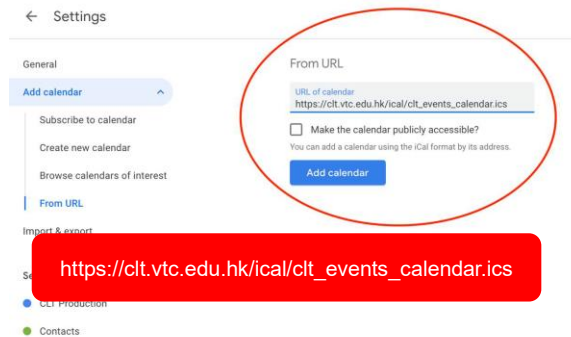 ← Settings
General
Add calendar
Subscribe to calendar
Create new calendar
Browse calendars of interest
From URL
Import & export
From URL
URL of calendar
https://clt.vtc.edu.hk/ical/clt_events_calendar.ics
Make the calendar publicly accessible?
You can add a calendar using the iCal format by its address.
Add calendar
https://clt.vtc.edu.hk/ical/clt_events_calendar.ics
CLT Production
Contacts